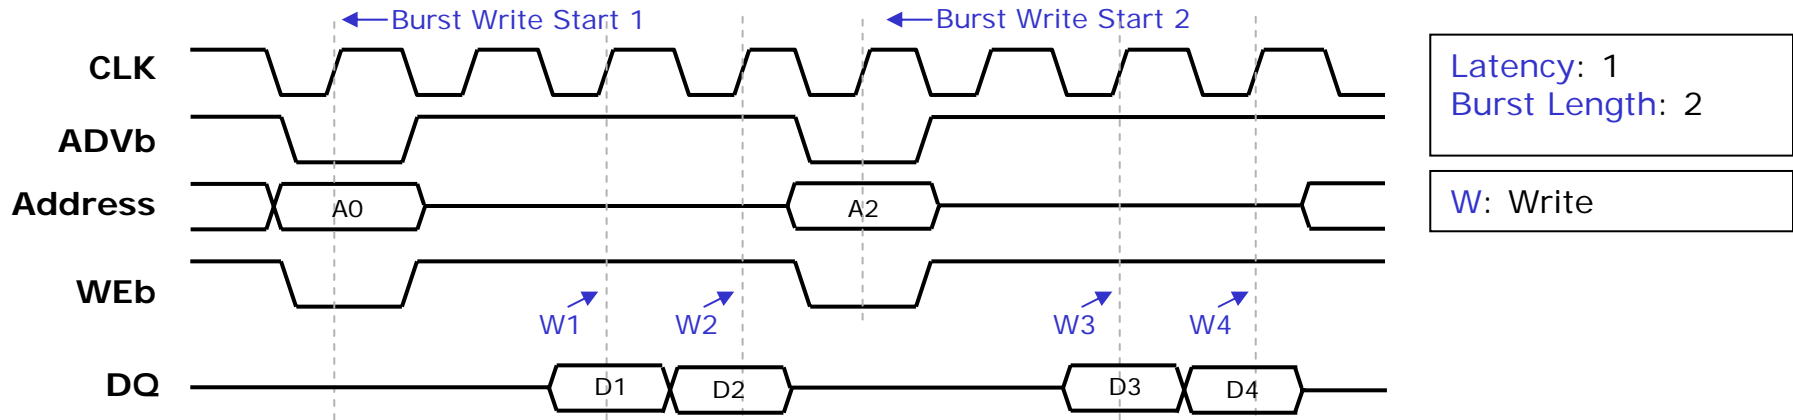 Burst Write Start 1
Burst Write Start 2
CLK
Latency: 1
Burst Length: 2
ADVb
Address
A0
A2
W: Write
WEb
W1
W2
W3
W4
DQ
D1
D2
D3
D4